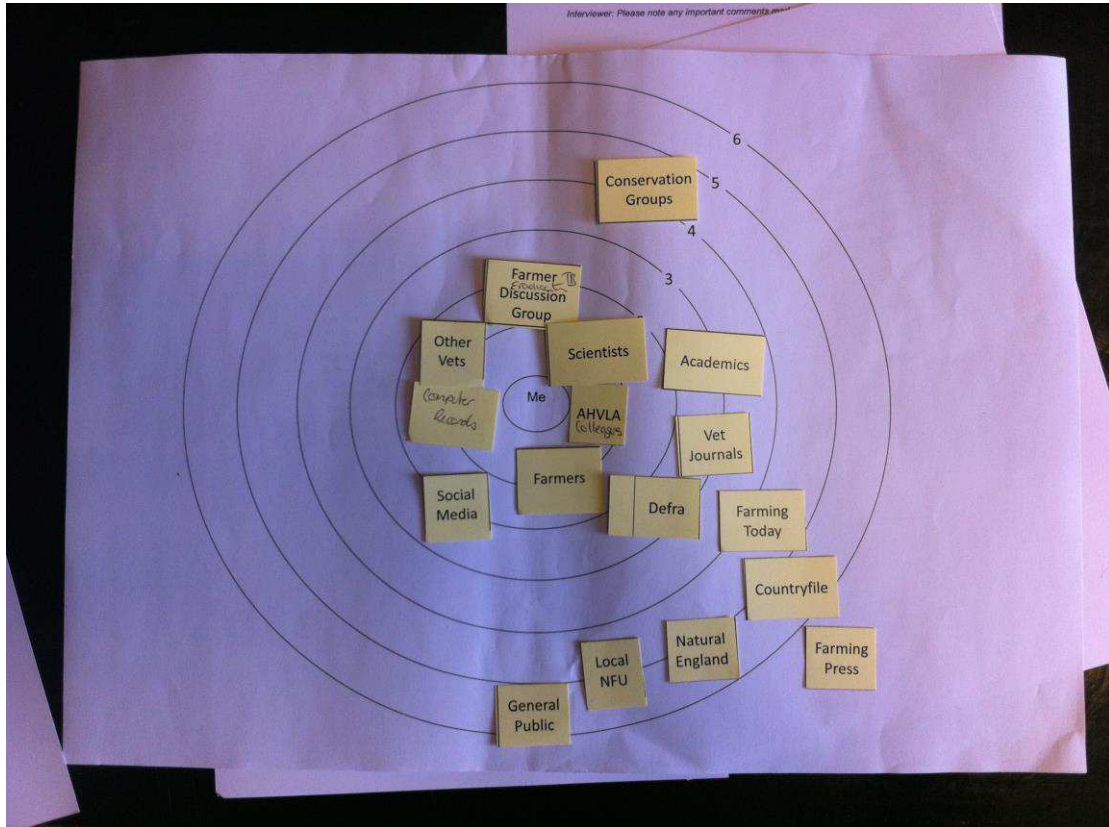 Interviewer: Please note any important comments
6
Conservation
Groups
5
4
3
Farmer TB
Eradication
Discussion
Group
Other
Vets
Scientists
Academics
Computer
Records
Me
AHVLA
Colleagues
Vet
Journals
Farmers
Social
Media
Defra
Farming
Today
Countryfile
Natural
England
Farming
Press
Local
NFU
General
Public